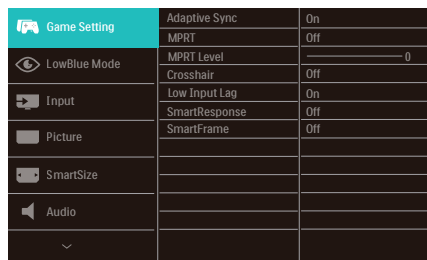 Game Setting
LowBlue Mode
Input
Picture
SmartSize
Audio
Adaptive Sync On
MPRT Off
MPRT Level 0
Crosshair Off
Low Input Lag On
SmartResponse Off
SmartFrame Off